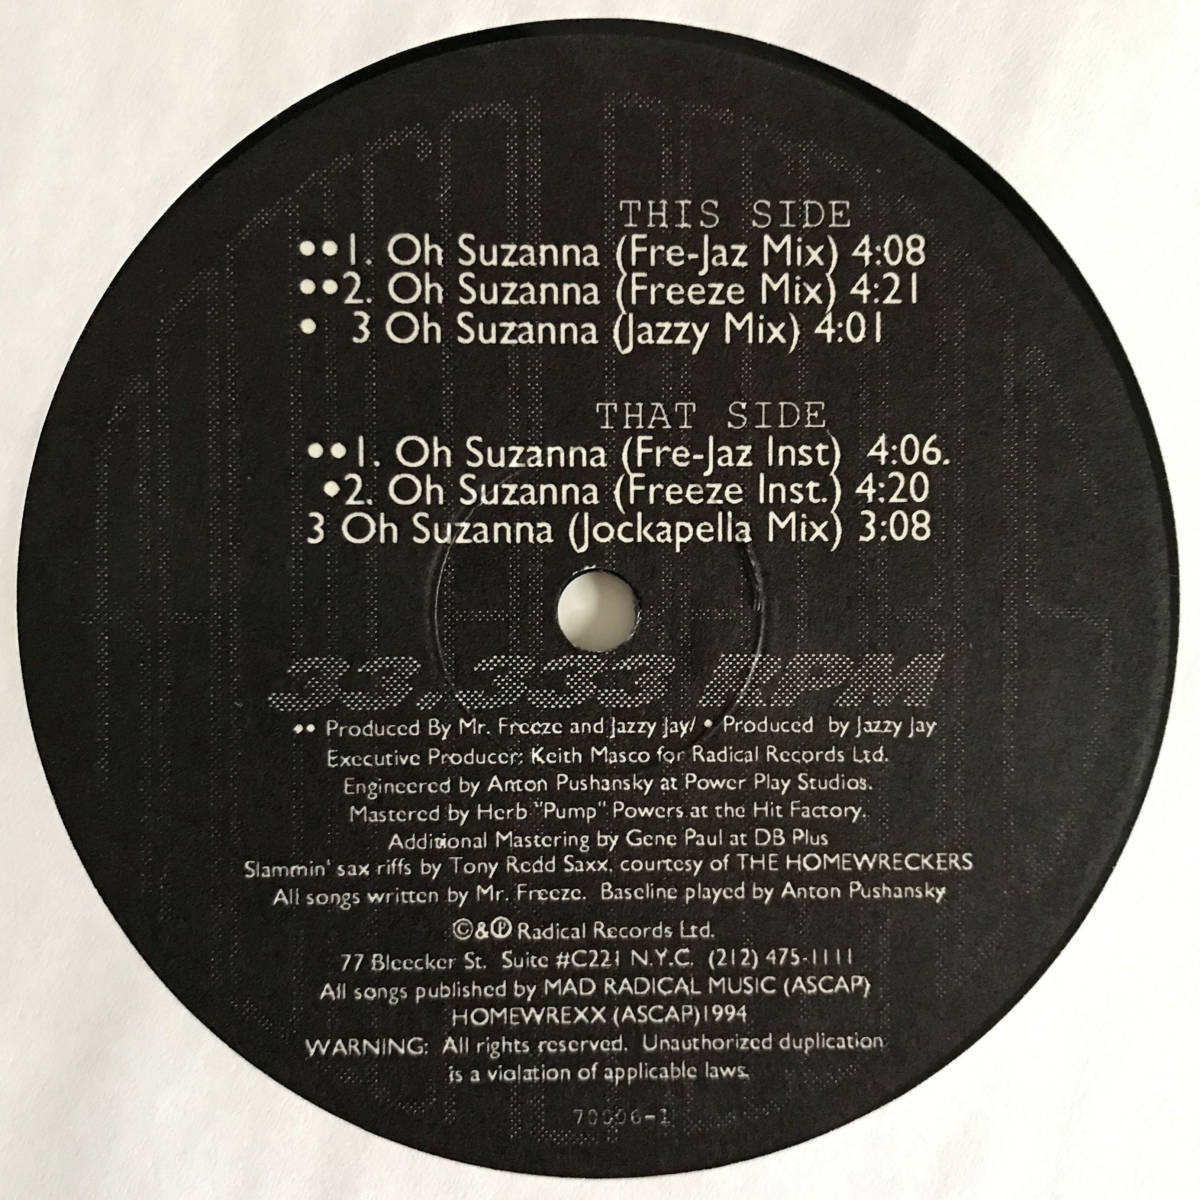 THIS SIDE
••1. Oh Suzanna (Fre-Jaz Mix) 4:08
••2. Oh Suzanna (Freeze Mix) 4:21
• 3 Oh Suzanna (Jazzy Mix) 4:01
THAT SIDE
••1. Oh Suzanna (Fre-Jaz Inst) 4:06.
•2. Oh Suzanna (Freeze Inst.) 4:20
3 Oh Suzanna (Jockapella Mix) 3:08
33.333 RPM
•• Produced By Mr. Freeze and Jazzy Jay/ • Produced by Jazzy Jay
Executive Producer: Keith Masco for Radical Records Ltd.
Engineered by Anton Pushansky at Power Play Studios.
Mastered by Herb "Pump" Powers at the Hit Factory.
Additional Mastering by Gene Paul at DB Plus
Slammin' sax riffs by Tony Redd Saxx, courtesy of THE HOMEWRECKERS
All songs written by Mr. Freeze. Baseline played by Anton Pushansky
©&℗ Radical Records Ltd.
77 Bleecker St. Suite #C221 N.Y.C. (212) 475-1111
All songs published by MAD RADICAL MUSIC (ASCAP)
HOMEWREXX (ASCAP)1994
WARNING: All rights reserved. Unauthorized duplication
is a violation of applicable laws.
70006-1